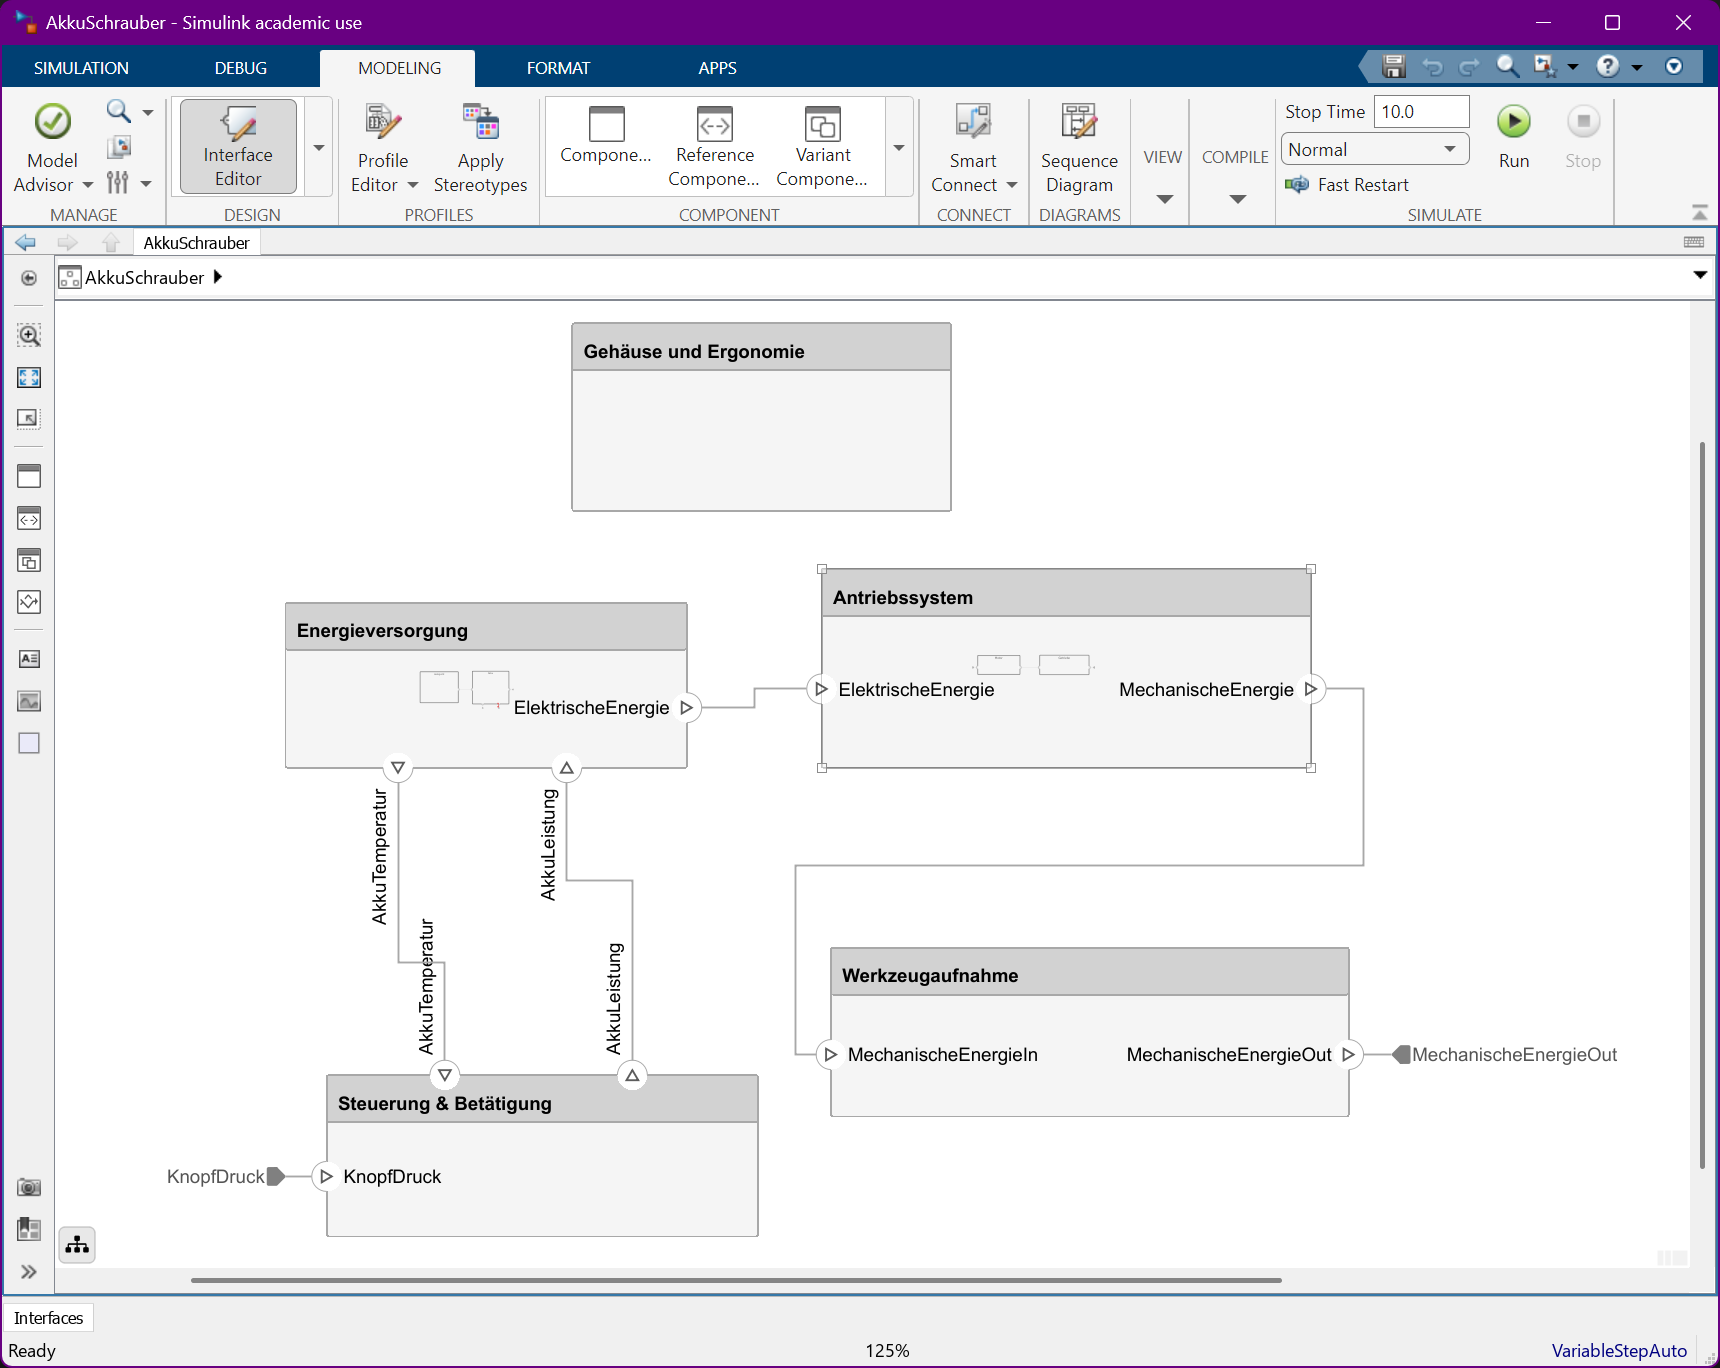 AkkuSchrauber - Simulink academic use
SIMULATION
DEBUG
MODELING
FORMAT
APPS
Model Advisor
MANAGE
Interface Editor
DESIGN
Profile Editor
Apply Stereotypes
PROFILES
Compone...
Reference Compone...
Variant Compone...
COMPONENT
Smart Connect
CONNECT
Sequence Diagram
DIAGRAMS
VIEW
COMPILE
Stop Time 10.0
Normal
Fast Restart
Run
Stop
SIMULATE
AkkuSchrauber
AkkuSchrauber
Gehäuse und Ergonomie
Energieversorgung
ElektrischeEnergie
Antriebssystem
ElektrischeEnergie
MechanischeEnergie
AkkuTemperatur
AkkuLeistung
AkkuTemperatur
AkkuLeistung
Werkzeugaufnahme
MechanischeEnergieIn
MechanischeEnergieOut
MechanischeEnergieOut
Steuerung & Betätigung
KnopfDruck
KnopfDruck
Interfaces
Ready
125%
VariableStepAuto